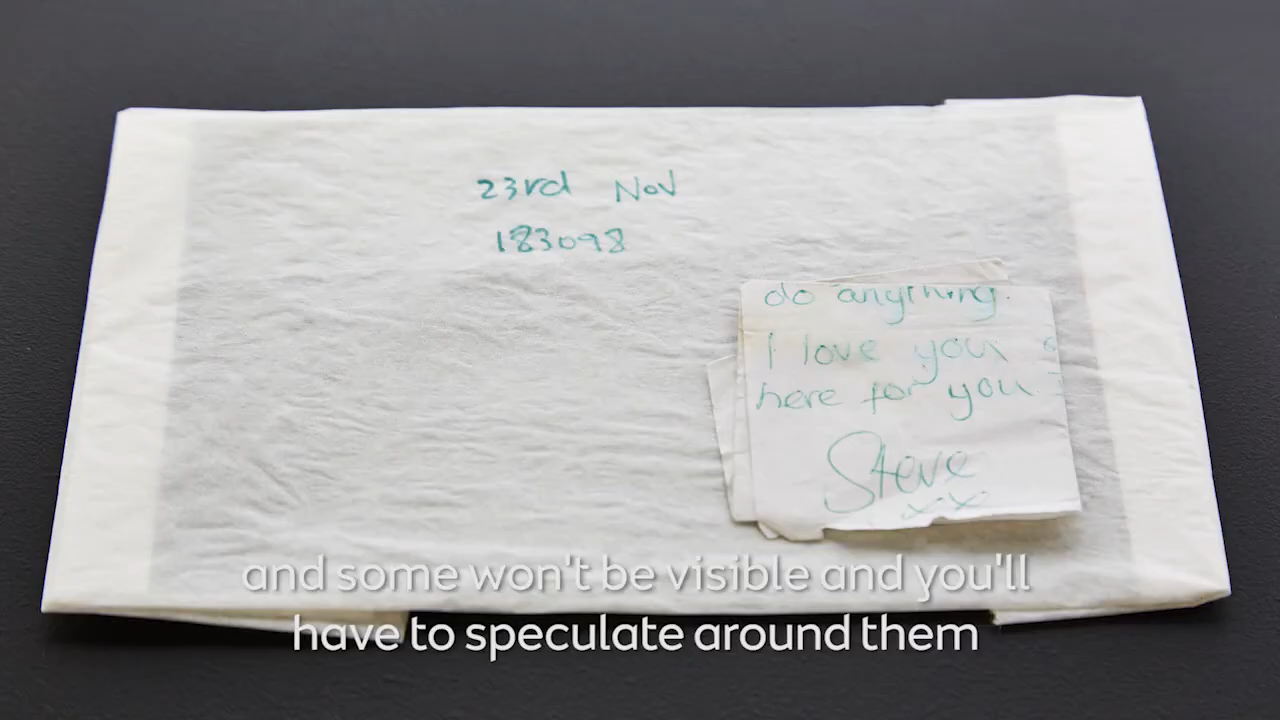 23rd Nov
183098
do anything.
I love you
here for you
Steve
xx
and some won't be visible and you'll
have to speculate around them